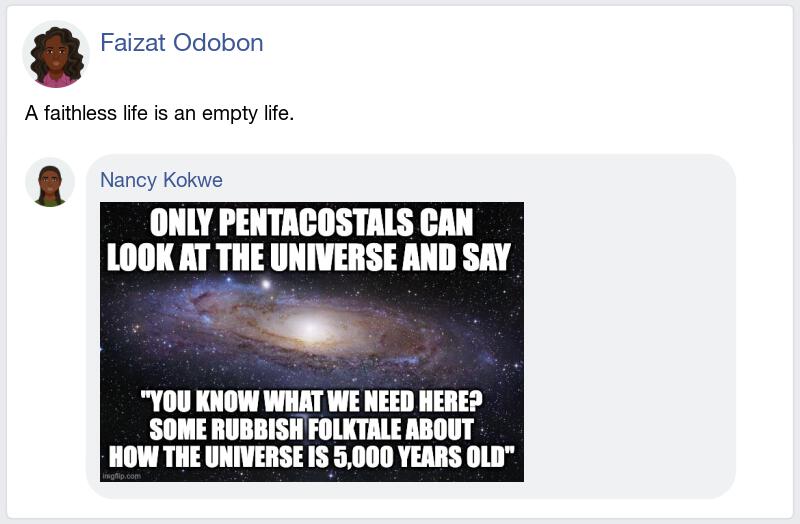 Faizat Odobon
A faithless life is an empty life.
Nancy Kokwe
ONLY PENTACOSTALS CAN
LOOK AT THE UNIVERSE AND SAY
"YOU KNOW WHAT WE NEED HERE?
SOME RUBBISH FOLKTALE ABOUT
HOW THE UNIVERSE IS 5,000 YEARS OLD"
imgflip.com